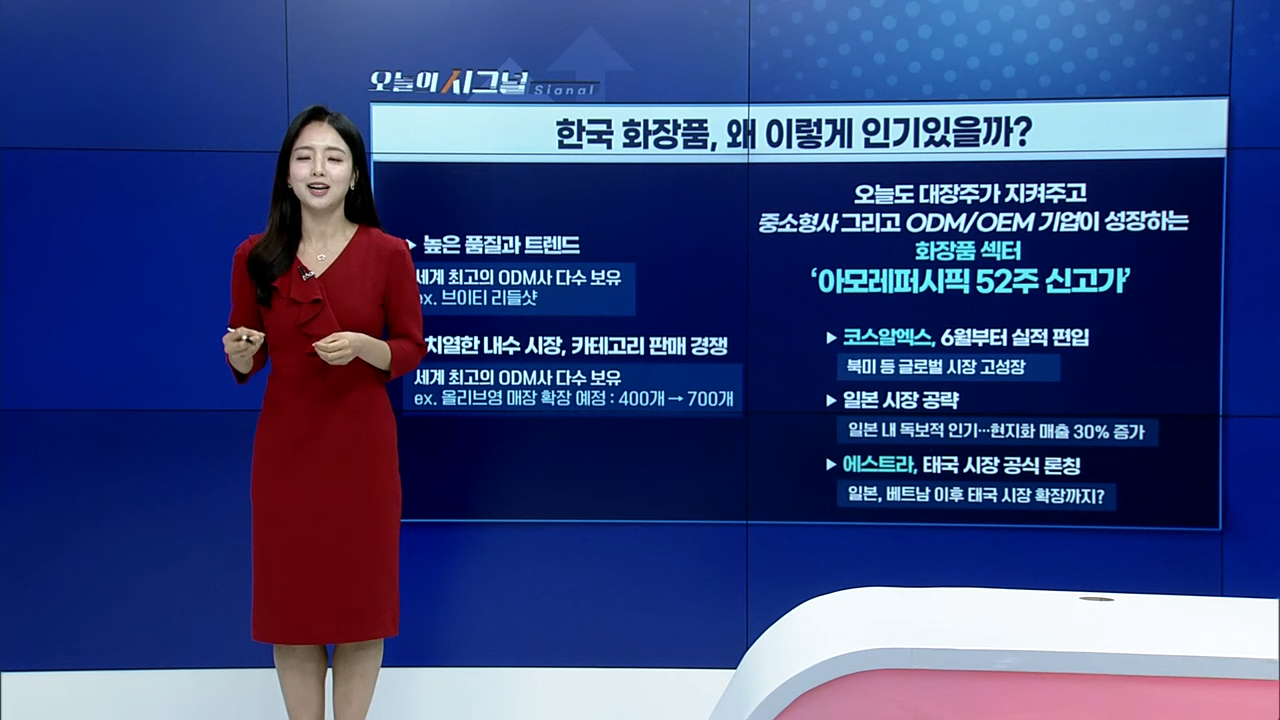 오늘의 시그널
Signal
한국 화장품, 왜 이렇게 인기있을까?
▶ 높은 품질과 트렌드
세계 최고의 ODM사 다수 보유
ex. 브이티 리들샷
치열한 내수 시장, 카테고리 판매 경쟁
세계 최고의 ODM사 다수 보유
ex. 올리브영 매장 확장 예정 : 400개 → 700개
오늘도 대장주가 지켜주고
중소형사 그리고 ODM/OEM 기업이 성장하는
화장품 섹터
‘아모레퍼시픽 52주 신고가’
▶ 코스알엑스, 6월부터 실적 편입
북미 등 글로벌 시장 고성장
▶ 일본 시장 공략
일본 내 독보적 인기…현지화 매출 30% 증가
▶ 에스트라, 태국 시장 공식 론칭
일본, 베트남 이후 태국 시장 확장까지?